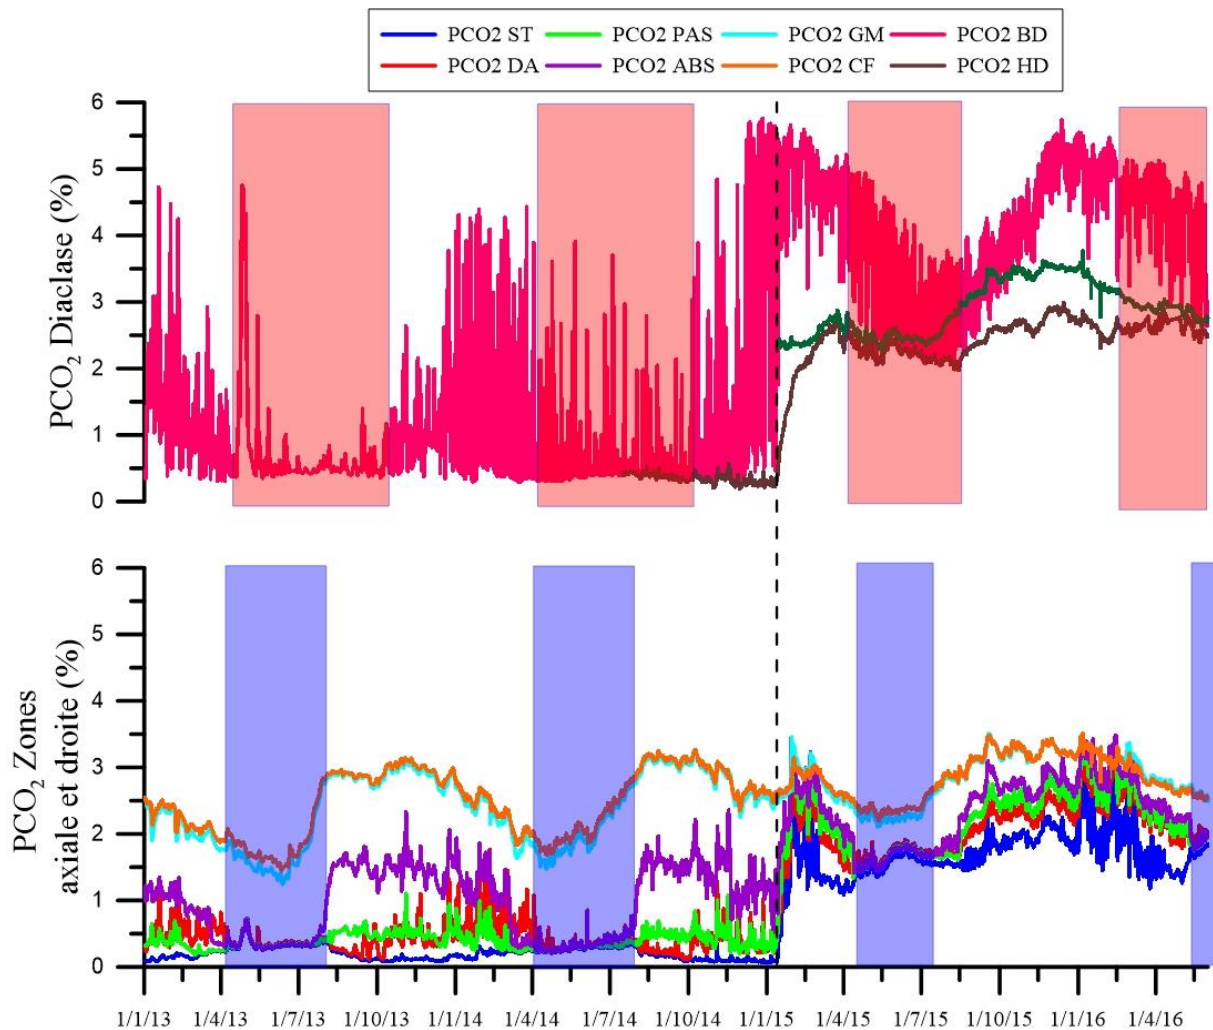 PCO2 ST PCO2 PAS PCO2 GM PCO2 BD
PCO2 DA PCO2 ABS PCO2 CF PCO2 HD
PCO₂ Diaclase (%)
6
5
4
3
2
1
0
PCO₂ Zones
axiale et droite (%)
6
5
4
3
2
1
0
1/1/13 1/4/13 1/7/13 1/10/13 1/1/14 1/4/14 1/7/14 1/10/14 1/1/15 1/4/15 1/7/15 1/10/15 1/1/16 1/4/16